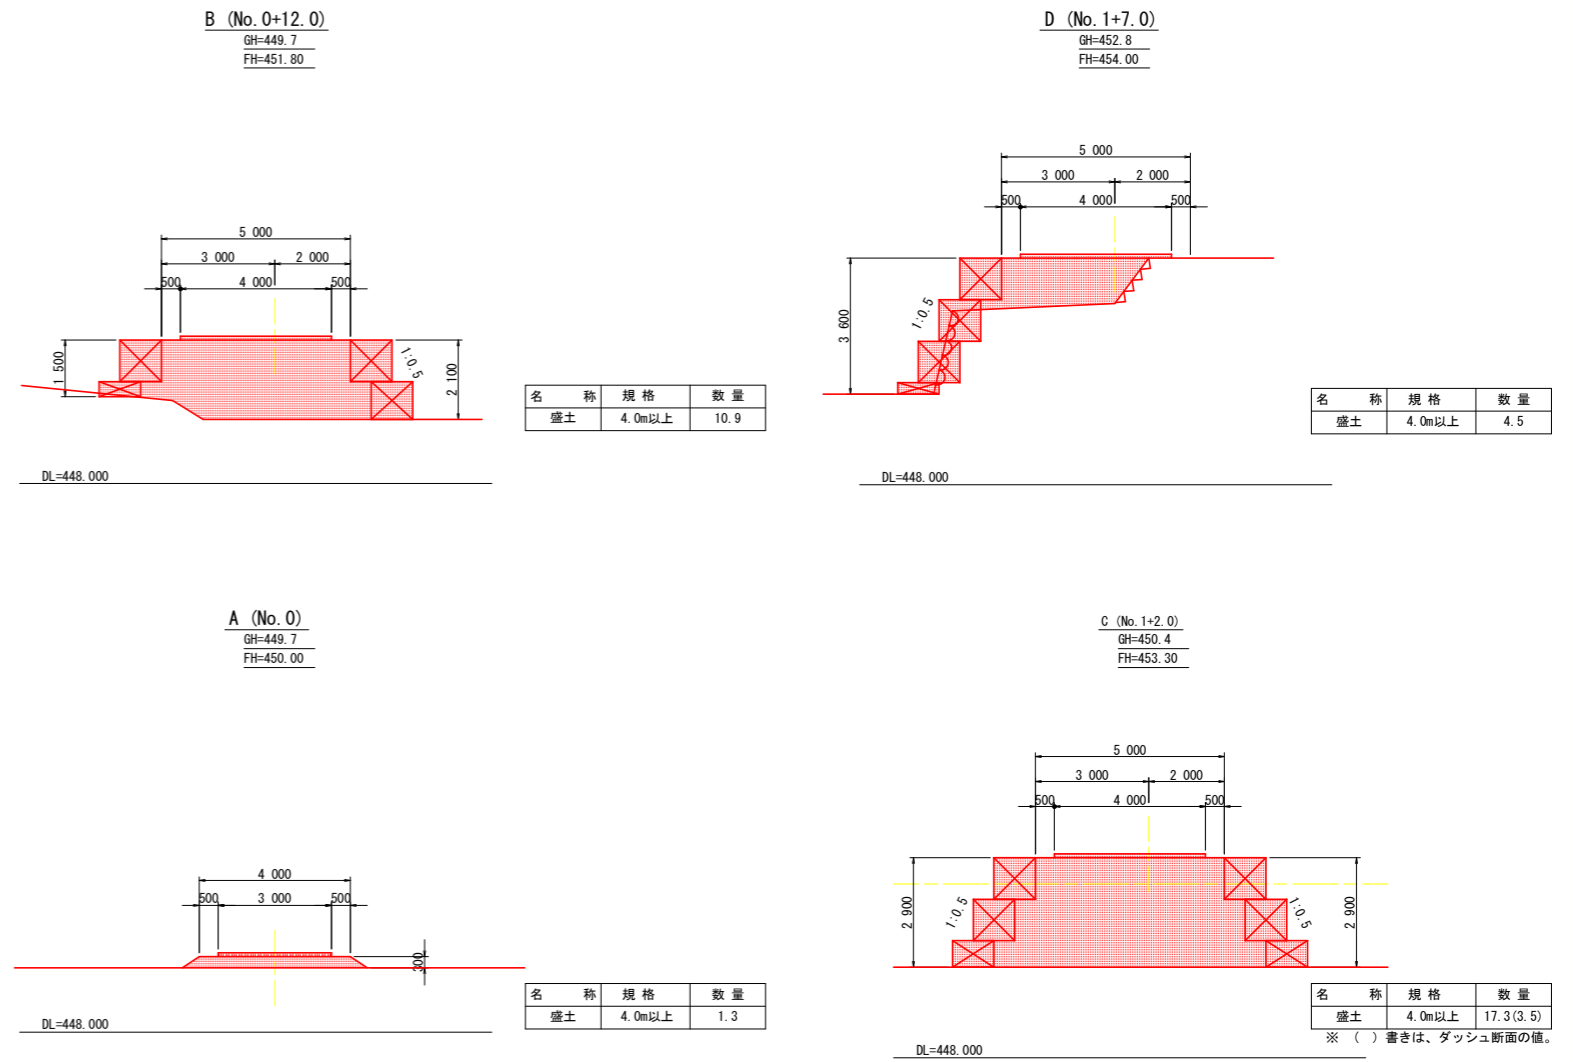 B (No.0+12.0)
GH=449.7
FH=451.80
5 000
3 000 2 000
500 4 000 500
1 500
1:0.5
2 100
名 称 規 格 数 量
盛土 4.0m以上 10.9
DL=448.000
D (No.1+7.0)
GH=452.8
FH=454.00
5 000
3 000 2 000
500 4 000 500
1:0.5
3 600
名 称 規 格 数 量
盛土 4.0m以上 4.5
DL=448.000
A (No.0)
GH=449.7
FH=450.00
4 000
500 3 000 500
300
名 称 規 格 数 量
盛土 4.0m以上 1.3
DL=448.000
C (No.1+2.0)
GH=450.4
FH=453.30
5 000
3 000 2 000
500 4 000 500
2 900
1:0.5
1:0.5
2 900
名 称 規 格 数 量
盛土 4.0m以上 17.3(3.5)
※ ( ) 書きは、ダッシュ断面の値。
DL=448.000